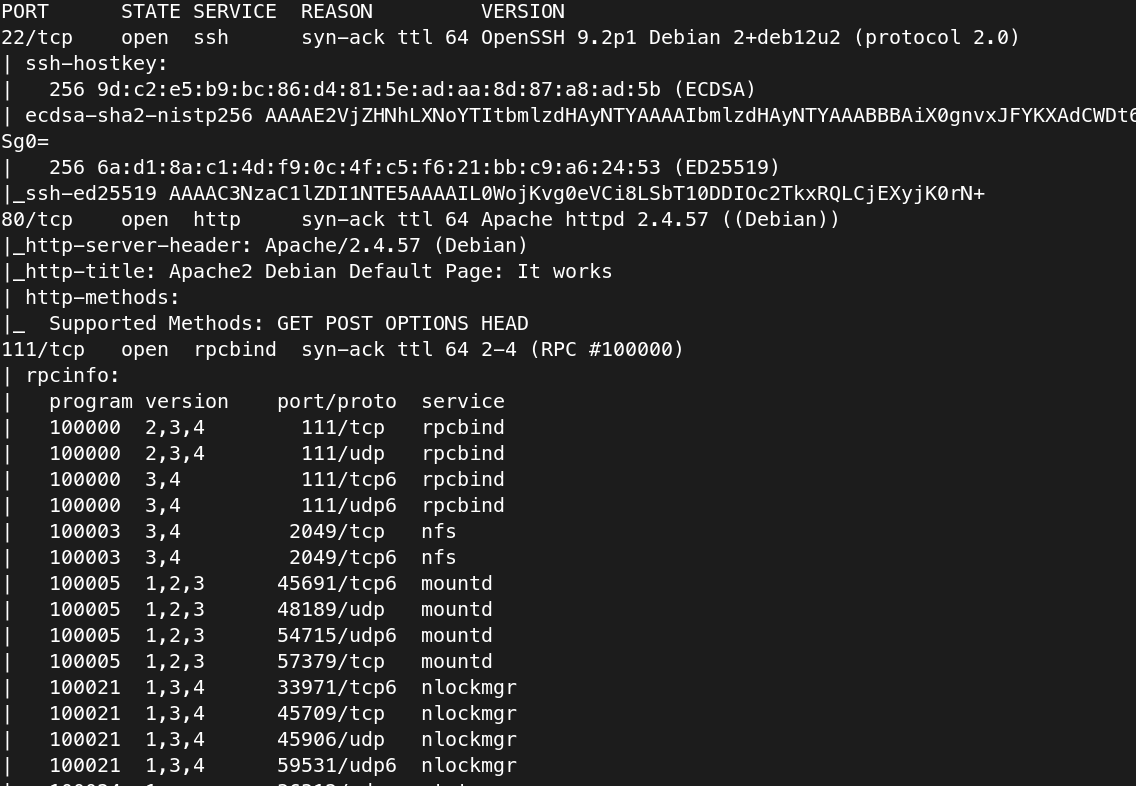 PORT      STATE SERVICE  REASON         VERSION
22/tcp    open  ssh      syn-ack ttl 64 OpenSSH 9.2p1 Debian 2+deb12u2 (protocol 2.0)
| ssh-hostkey:
|   256 9d:c2:e5:b9:bc:86:d4:81:5e:ad:aa:8d:87:a8:ad:5b (ECDSA)
| ecdsa-sha2-nistp256 AAAAE2VjZHNhLXNoYTItbmlzdHAyNTYAAAAIbmlzdHAyNTYAAABBBAiX0gnvxJFYKXAdCWDt6
Sg0=
|   256 6a:d1:8a:c1:4d:f9:0c:4f:c5:f6:21:bb:c9:a6:24:53 (ED25519)
|_ssh-ed25519 AAAAC3NzaC1lZDI1NTE5AAAAIL0WojKvg0eVCi8LSbT10DDIOc2TkxRQLCjEXyjK0rN+
80/tcp    open  http     syn-ack ttl 64 Apache httpd 2.4.57 ((Debian))
|_http-server-header: Apache/2.4.57 (Debian)
|_http-title: Apache2 Debian Default Page: It works
| http-methods:
|_  Supported Methods: GET POST OPTIONS HEAD
111/tcp   open  rpcbind  syn-ack ttl 64 2-4 (RPC #100000)
| rpcinfo:
|   program version    port/proto  service
|   100000  2,3,4        111/tcp   rpcbind
|   100000  2,3,4        111/udp   rpcbind
|   100000  3,4          111/tcp6  rpcbind
|   100000  3,4          111/udp6  rpcbind
|   100003  3,4         2049/tcp   nfs
|   100003  3,4         2049/tcp6  nfs
|   100005  1,2,3      45691/tcp6  mountd
|   100005  1,2,3      48189/udp   mountd
|   100005  1,2,3      54715/udp6  mountd
|   100005  1,2,3      57379/tcp   mountd
|   100021  1,3,4      33971/tcp6  nlockmgr
|   100021  1,3,4      45709/tcp   nlockmgr
|   100021  1,3,4      45906/udp   nlockmgr
|   100021  1,3,4      59531/udp6  nlockmgr